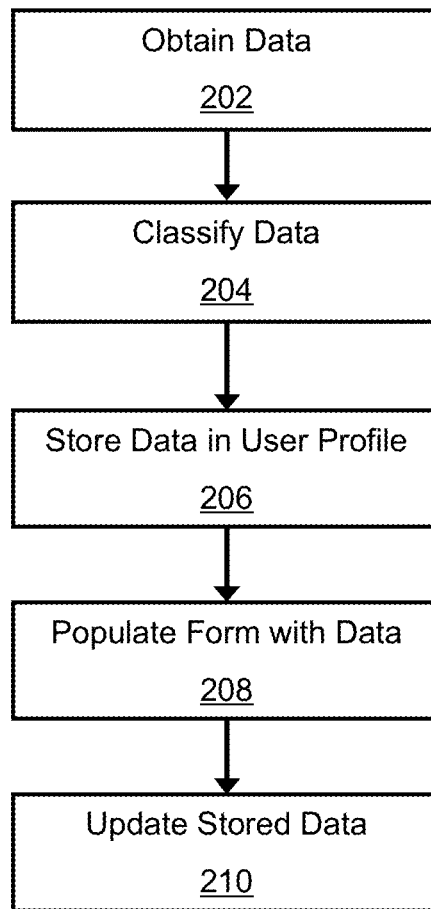 Obtain Data
202
Classify Data
204
Store Data in User Profile
206
Populate Form with Data
208
Update Stored Data
210